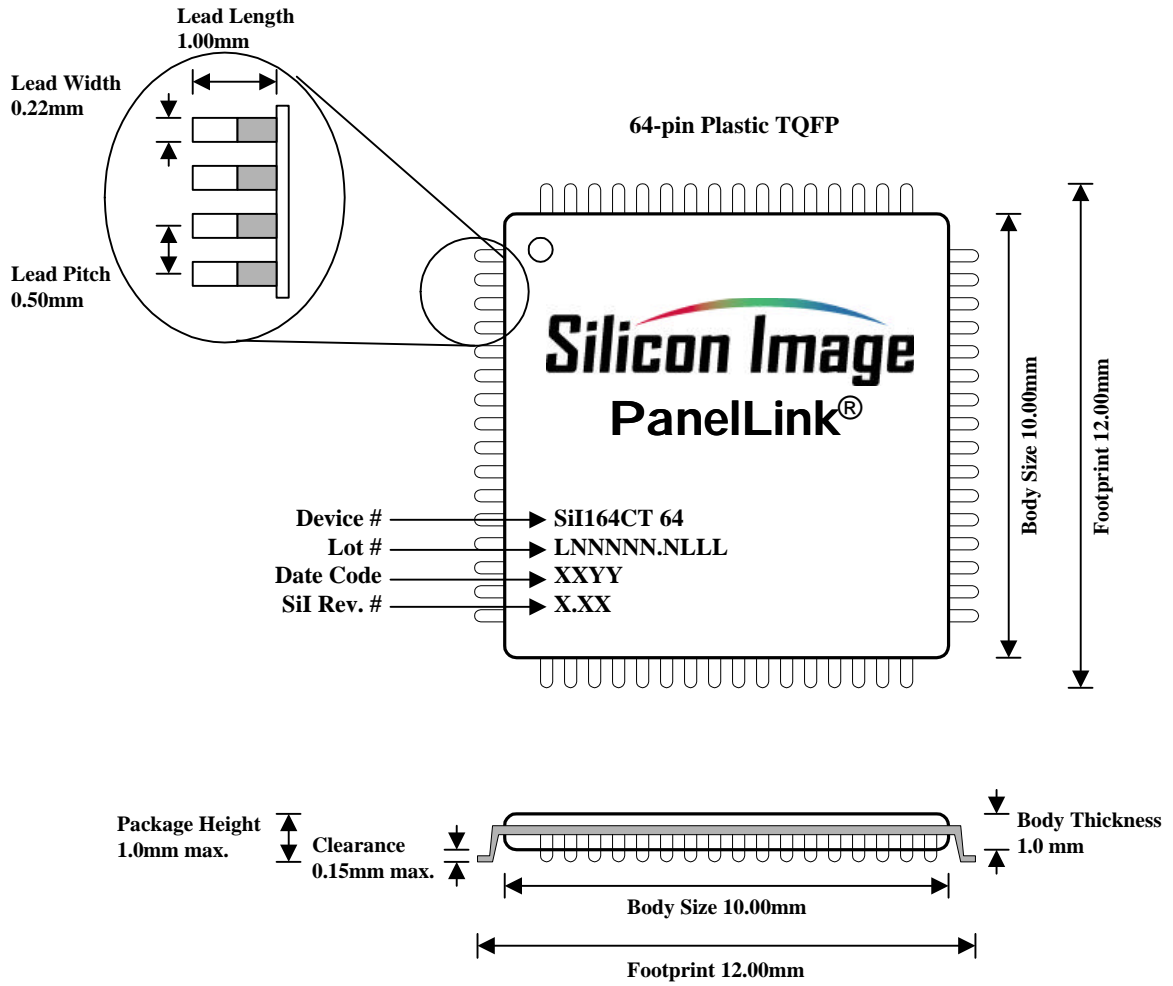 Lead Length
1.00mm
Lead Width
0.22mm
64-pin Plastic TQFP
Lead Pitch
0.50mm
Silicon Image
PanelLink®
Body Size 10.00mm
Footprint 12.00mm
Device # SiI164CT 64
Lot # LNNNNN.NLLL
Date Code XXYY
SiI Rev. # X.XX
Package Height
1.0mm max.
Clearance
0.15mm max.
Body Thickness
1.0 mm
Body Size 10.00mm
Footprint 12.00mm